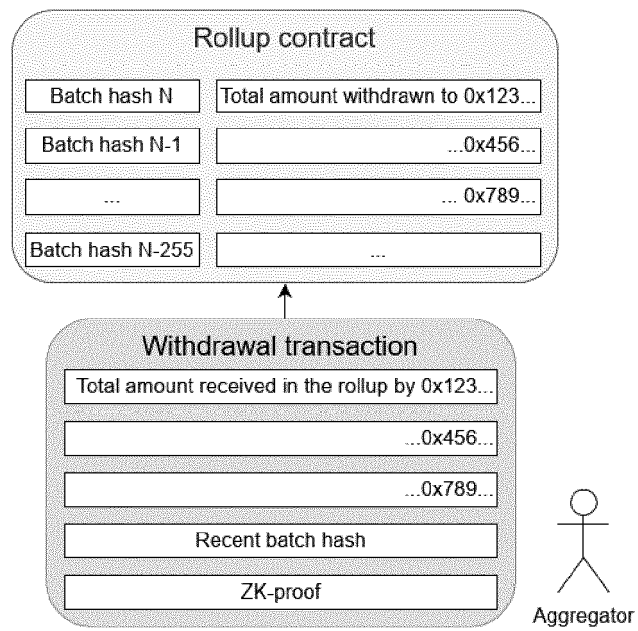 Rollup contract
Batch hash N
Total amount withdrawn to 0x123...
Batch hash N-1
...0x456...
...
... 0x789...
Batch hash N-255
...
Withdrawal transaction
Total amount received in the rollup by 0x123...
...0x456...
...0x789...
Recent batch hash
ZK-proof
Aggregator